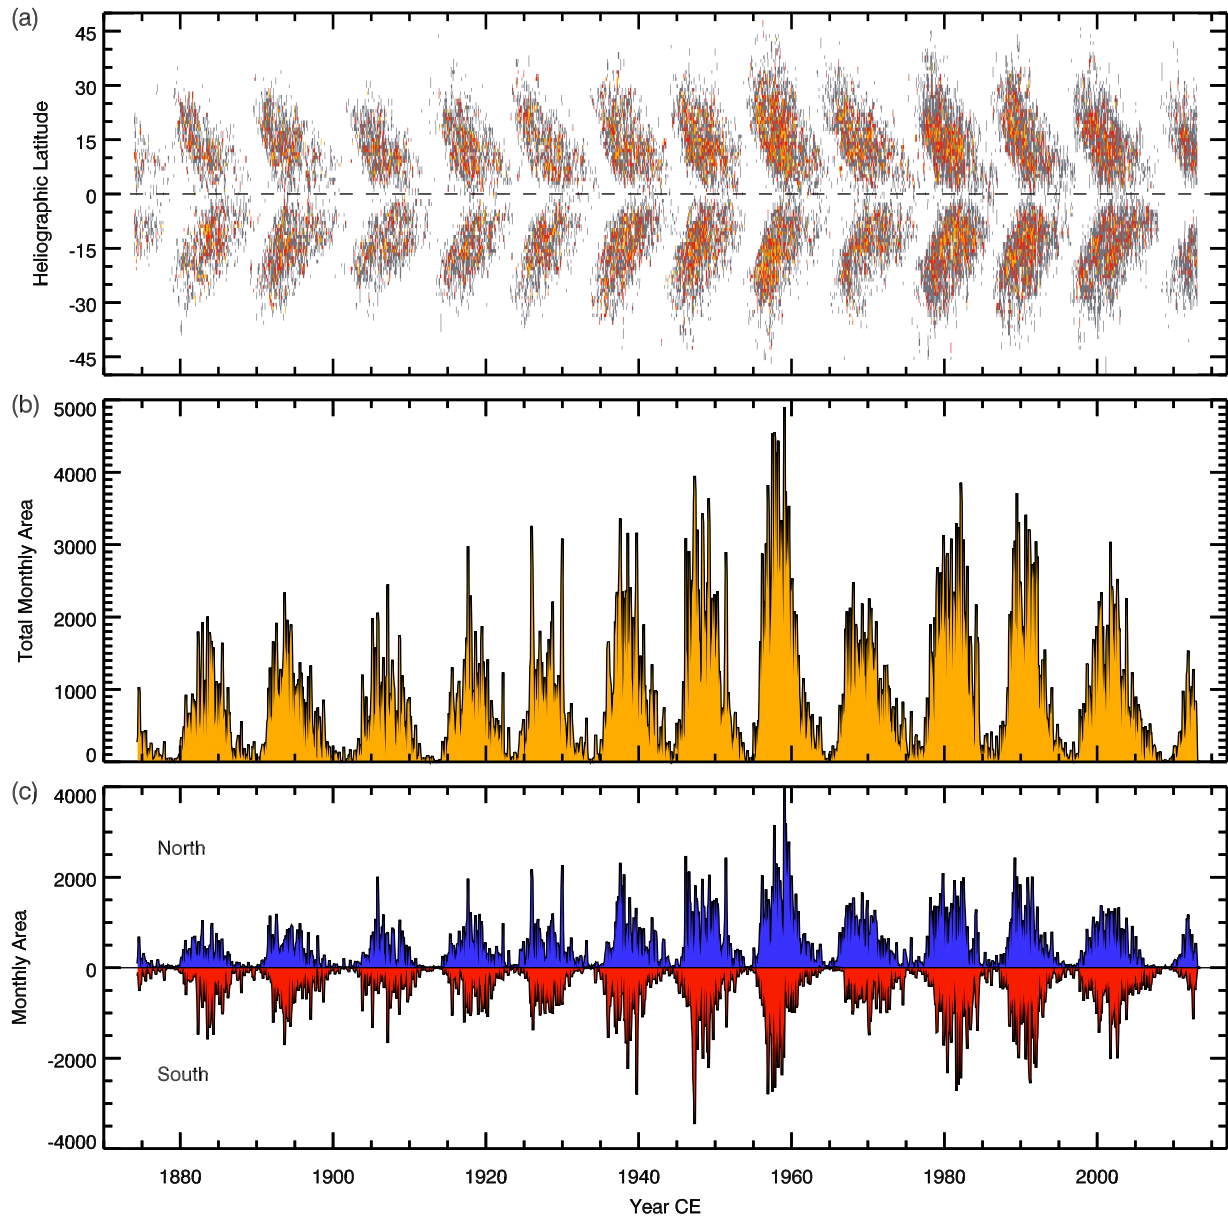 (a)
45
30
15
0
-15
-30
-45
Heliographic Latitude
(b)
5000
4000
3000
2000
1000
0
Total Monthly Area
(c)
4000
2000
0
-2000
-4000
Monthly Area
North
South
1880 1900 1920 1940 1960 1980 2000
Year CE